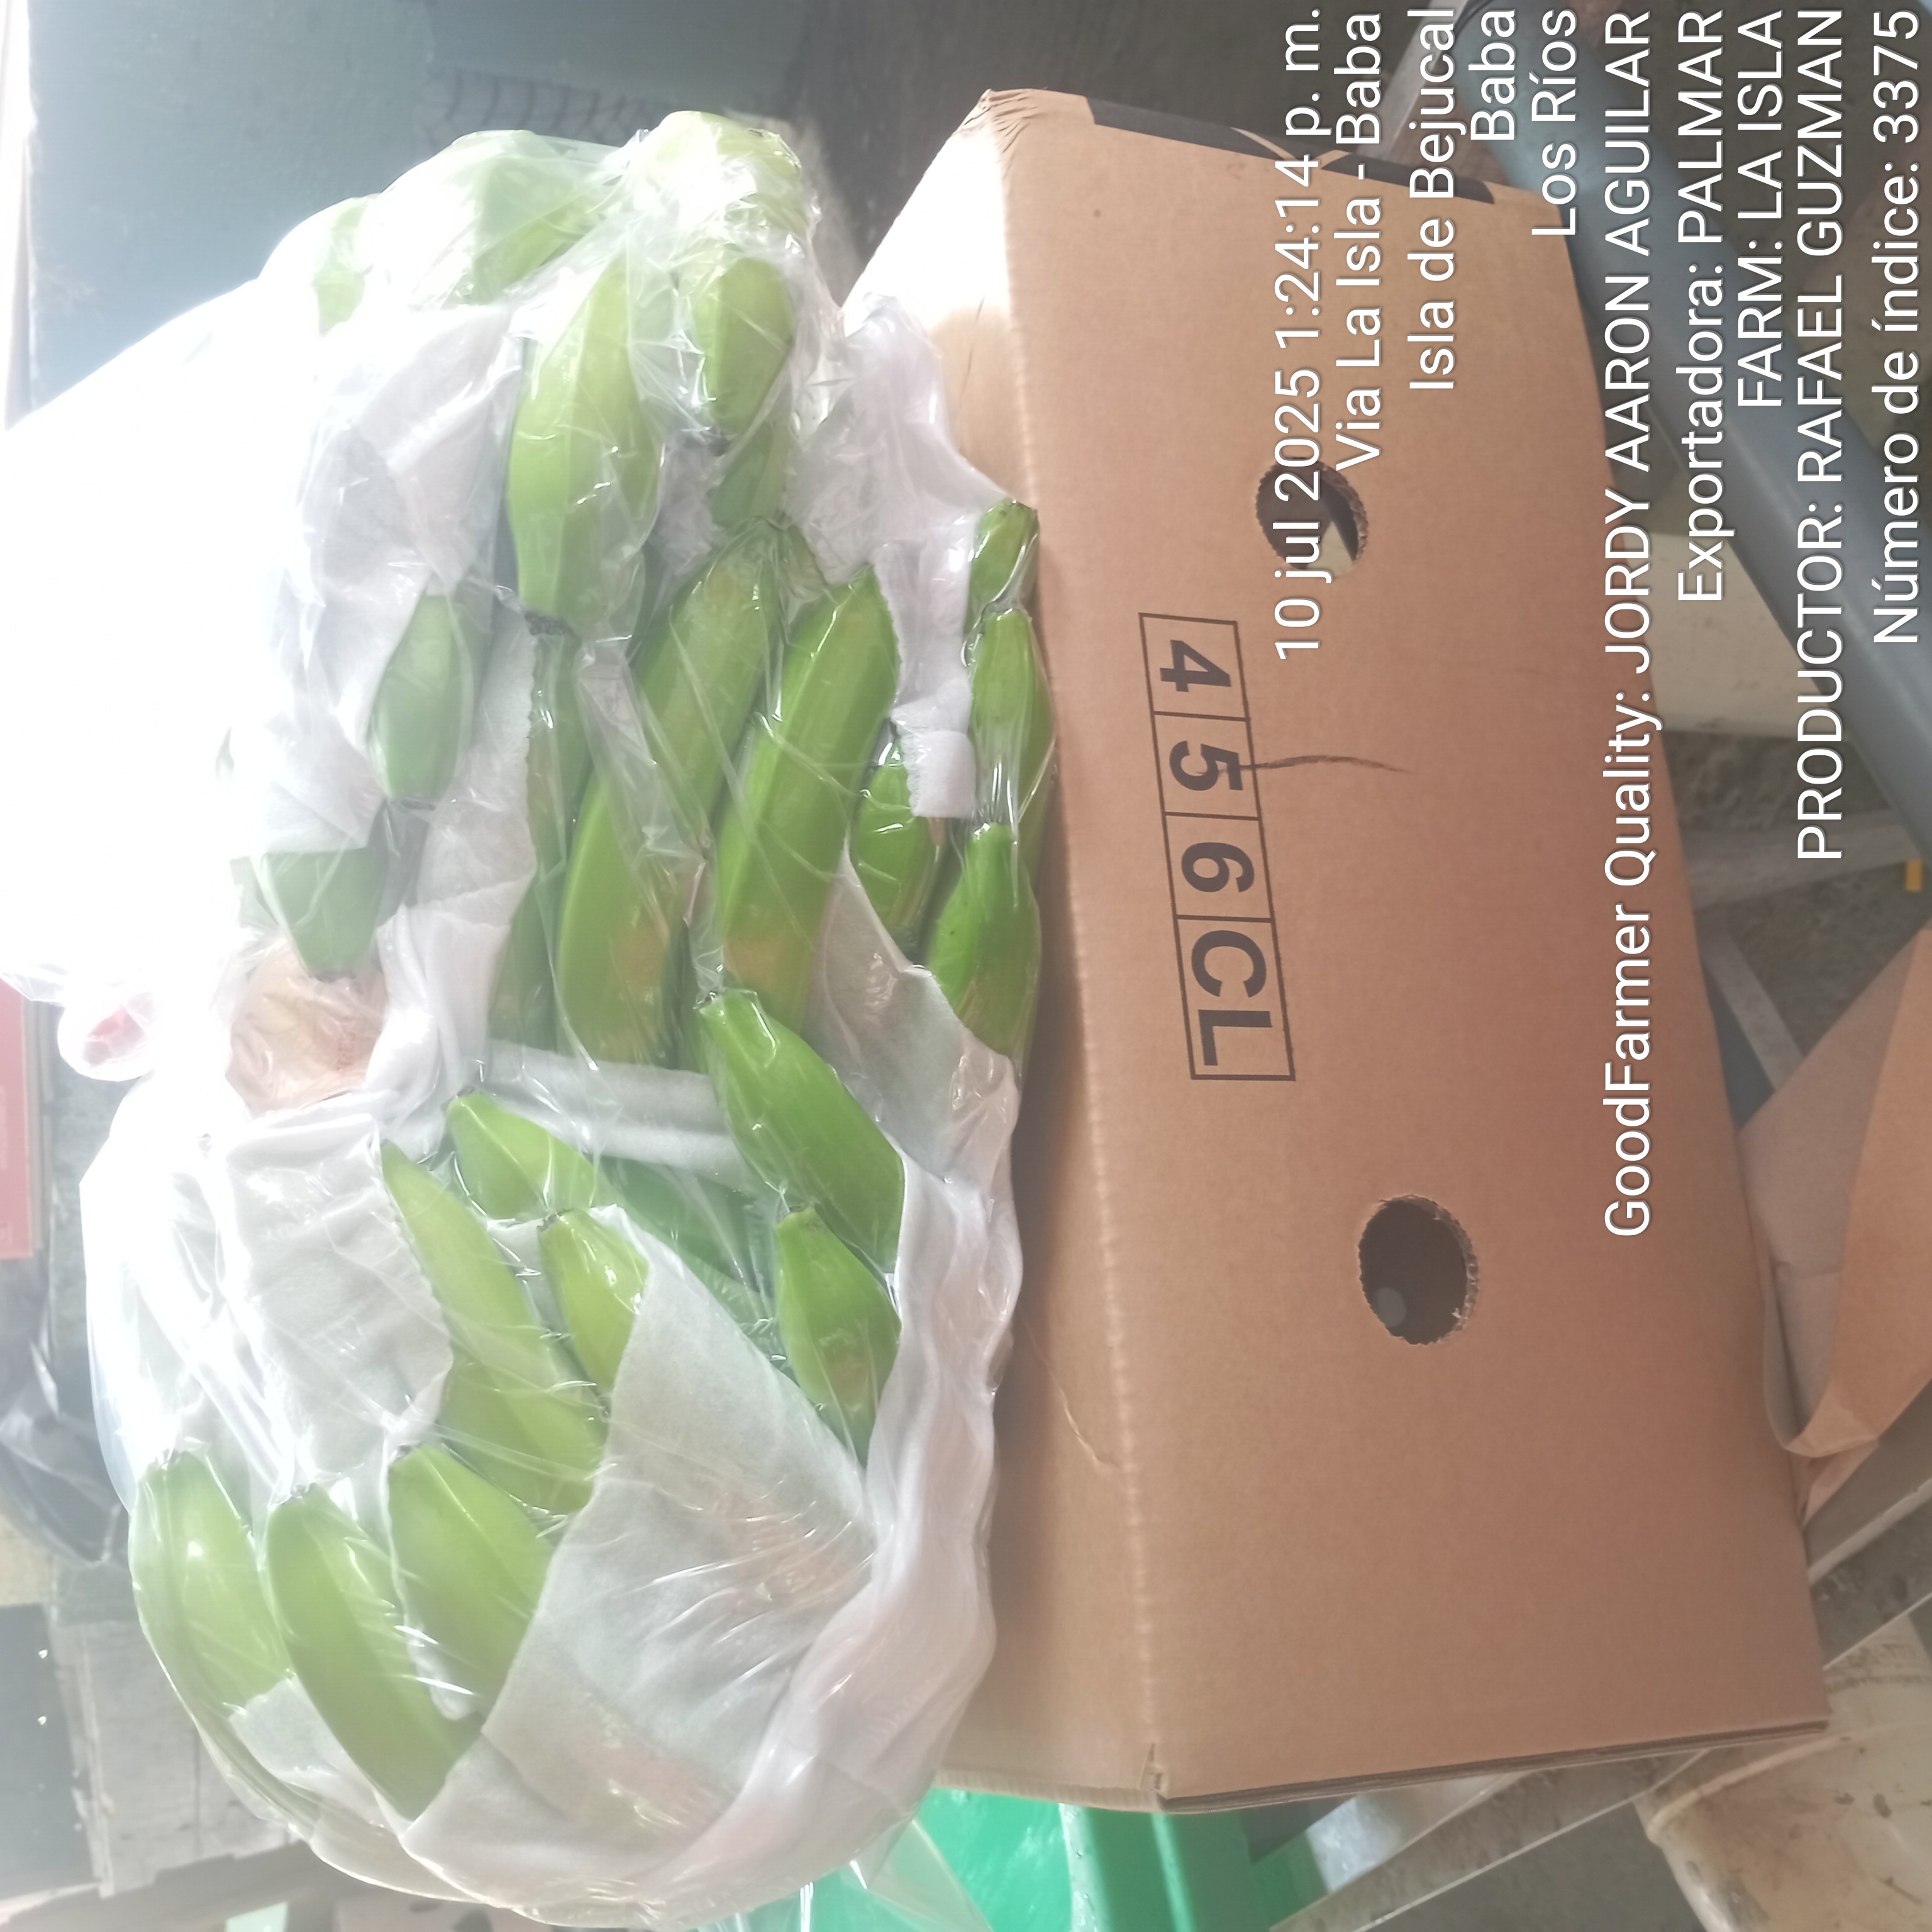 4 5 6 CL
10 jul 2025 1:24:14 p. m.
Via La Isla - Baba
Isla de Bejucal
Baba
Los Ríos
GoodFarmer Quality: JORDY AARON AGUILAR
Exportadora: PALMAR
FARM: LA ISLA
PRODUCTOR: RAFAEL GUZMAN
Número de índice: 3375